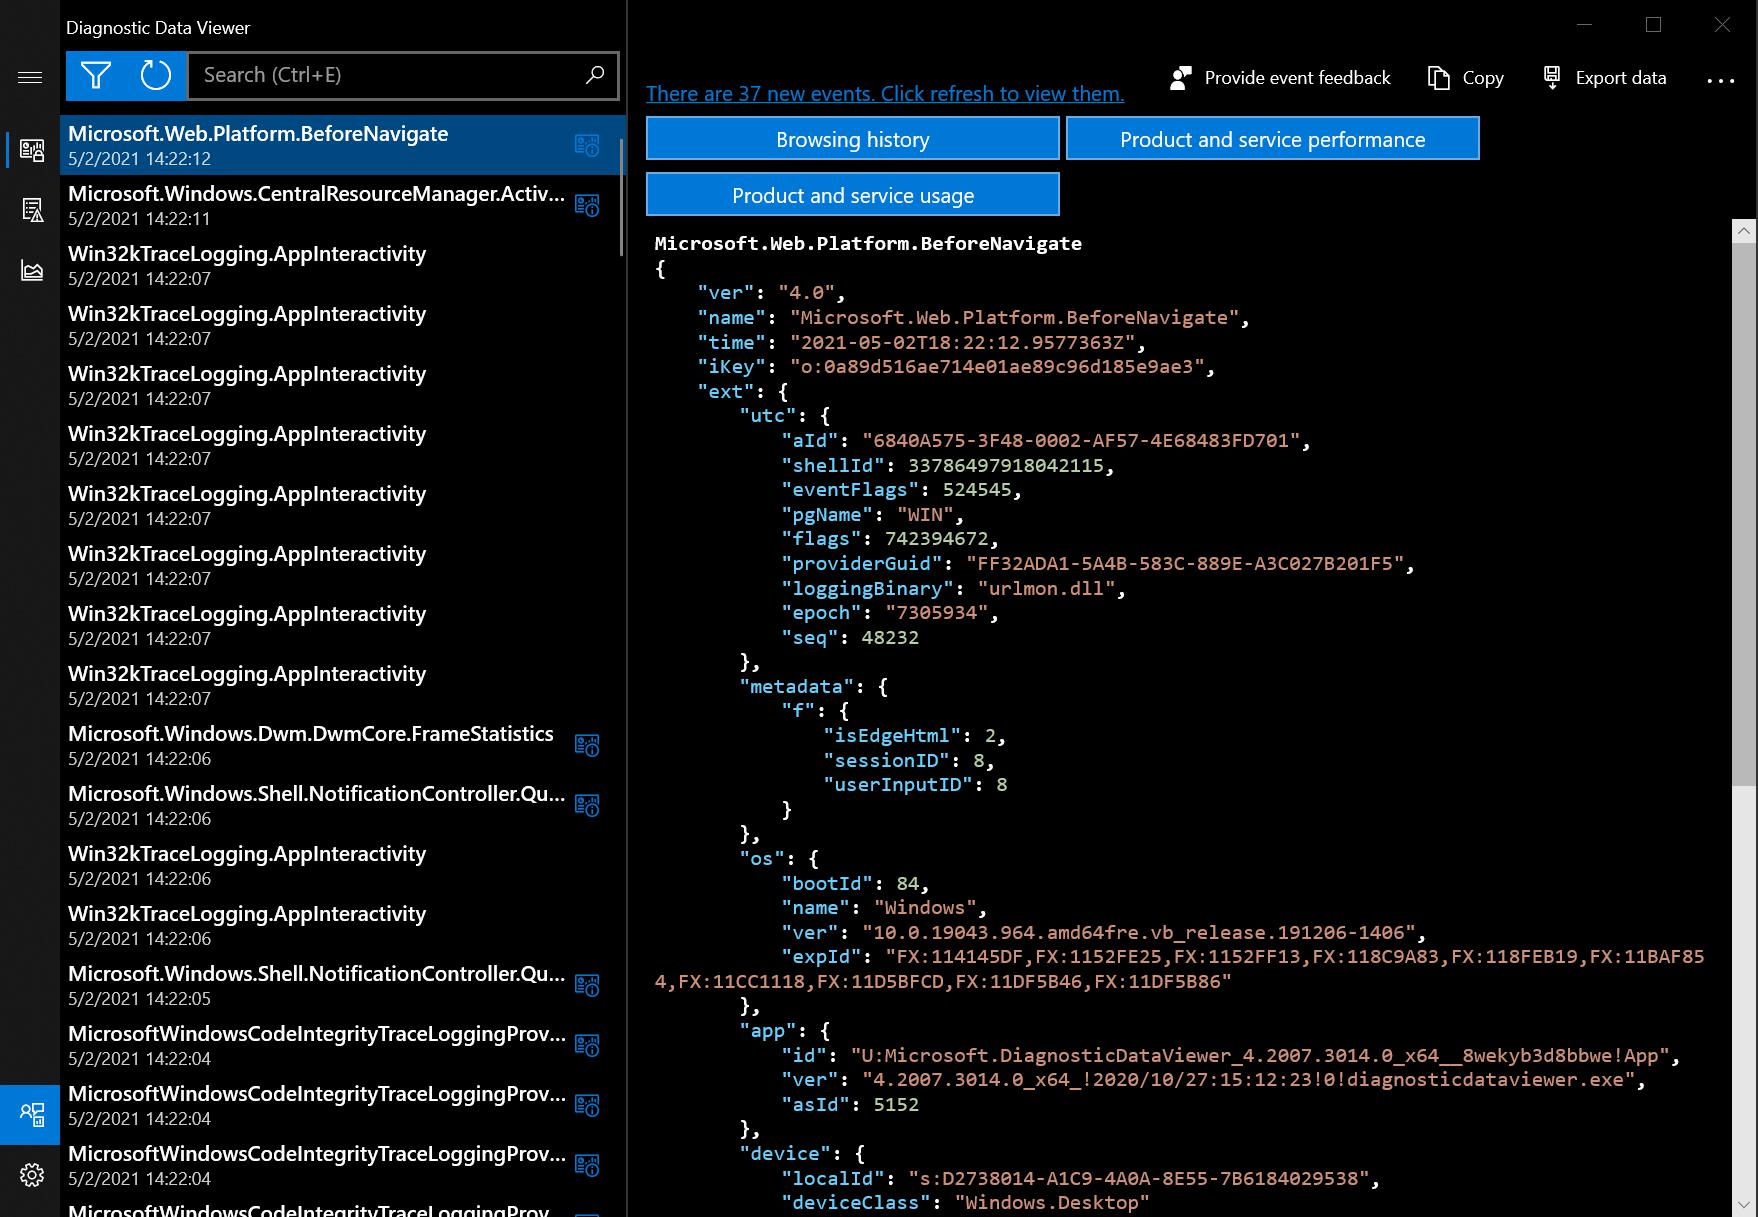 Diagnostic Data Viewer
Search (Ctrl+E)
Microsoft.Web.Platform.BeforeNavigate
5/2/2021 14:22:12
Microsoft.Windows.CentralResourceManager.Activ...
5/2/2021 14:22:11
Win32kTraceLogging.AppInteractivity
5/2/2021 14:22:07
Win32kTraceLogging.AppInteractivity
5/2/2021 14:22:07
Win32kTraceLogging.AppInteractivity
5/2/2021 14:22:07
Win32kTraceLogging.AppInteractivity
5/2/2021 14:22:07
Win32kTraceLogging.AppInteractivity
5/2/2021 14:22:07
Win32kTraceLogging.AppInteractivity
5/2/2021 14:22:07
Win32kTraceLogging.AppInteractivity
5/2/2021 14:22:07
Win32kTraceLogging.AppInteractivity
5/2/2021 14:22:07
Microsoft.Windows.Dwm.DwmCore.FrameStatistics
5/2/2021 14:22:06
Microsoft.Windows.Shell.NotificationController.Qu...
5/2/2021 14:22:06
Win32kTraceLogging.AppInteractivity
5/2/2021 14:22:06
Win32kTraceLogging.AppInteractivity
5/2/2021 14:22:06
Microsoft.Windows.Shell.NotificationController.Qu...
5/2/2021 14:22:05
MicrosoftWindowsCodeIntegrityTraceLoggingProv...
5/2/2021 14:22:04
MicrosoftWindowsCodeIntegrityTraceLoggingProv...
5/2/2021 14:22:04
MicrosoftWindowsCodeIntegrityTraceLoggingProv...
5/2/2021 14:22:04
MicrosoftWindowsCodeIntegrityTraceLoggingProv...
There are 37 new events. Click refresh to view them.
Provide event feedback
Copy
Export data
...
Browsing history
Product and service performance
Product and service usage
Microsoft.Web.Platform.BeforeNavigate
{
"ver": "4.0",
"name": "Microsoft.Web.Platform.BeforeNavigate",
"time": "2021-05-02T18:22:12.9577363Z",
"iKey": "o:0a89d516ae714e01ae89c96d185e9ae3",
"ext": {
"utc": {
"aId": "6840A575-3F48-0002-AF57-4E68483FD701",
"shellId": 33786497918042115,
"eventFlags": 524545,
"pgName": "WIN",
"flags": 742394672,
"providerGuid": "FF32ADA1-5A4B-583C-889E-A3C027B201F5",
"loggingBinary": "urlmon.dll",
"epoch": "7305934",
"seq": 48232
},
"metadata": {
"f": {
"isEdgeHtml": 2,
"sessionID": 8,
"userInputID": 8
}
},
"os": {
"bootId": 84,
"name": "Windows",
"ver": "10.0.19043.964.amd64fre.vb_release.191206-1406",
"expId": "FX:114145DF,FX:1152FE25,FX:1152FF13,FX:118C9A83,FX:118FEB19,FX:11BAF85
4,FX:11CC1118,FX:11D5BFCD,FX:11DF5B46,FX:11DF5B86"
},
"app": {
"id": "U:Microsoft.DiagnosticDataViewer_4.2007.3014.0_x64__8wekyb3d8bbwe!App",
"ver": "4.2007.3014.0_x64_!2020/10/27:15:12:23!0!diagnosticdataviewer.exe",
"asId": 5152
},
"device": {
"localId": "s:D2738014-A1C9-4A0A-8E55-7B6184029538",
"deviceClass": "Windows.Desktop"